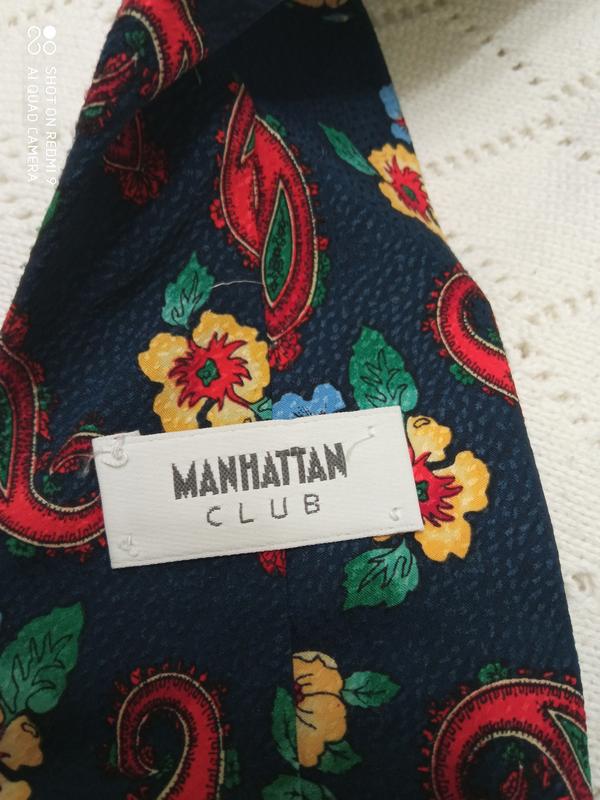 SHOT ON REDMI 9
AI QUAD CAMERA
MANHATTAN
CLUB